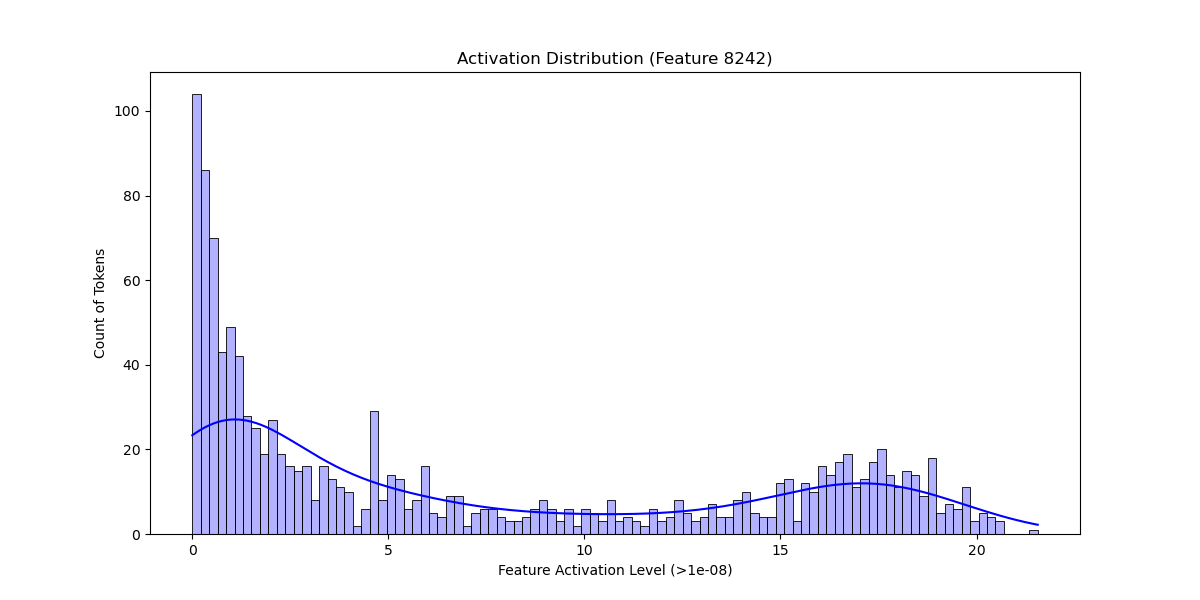 Activation Distribution (Feature 8242)
Count of Tokens
100
80
60
40
20
0
0 5 10 15 20
Feature Activation Level (>1e-08)